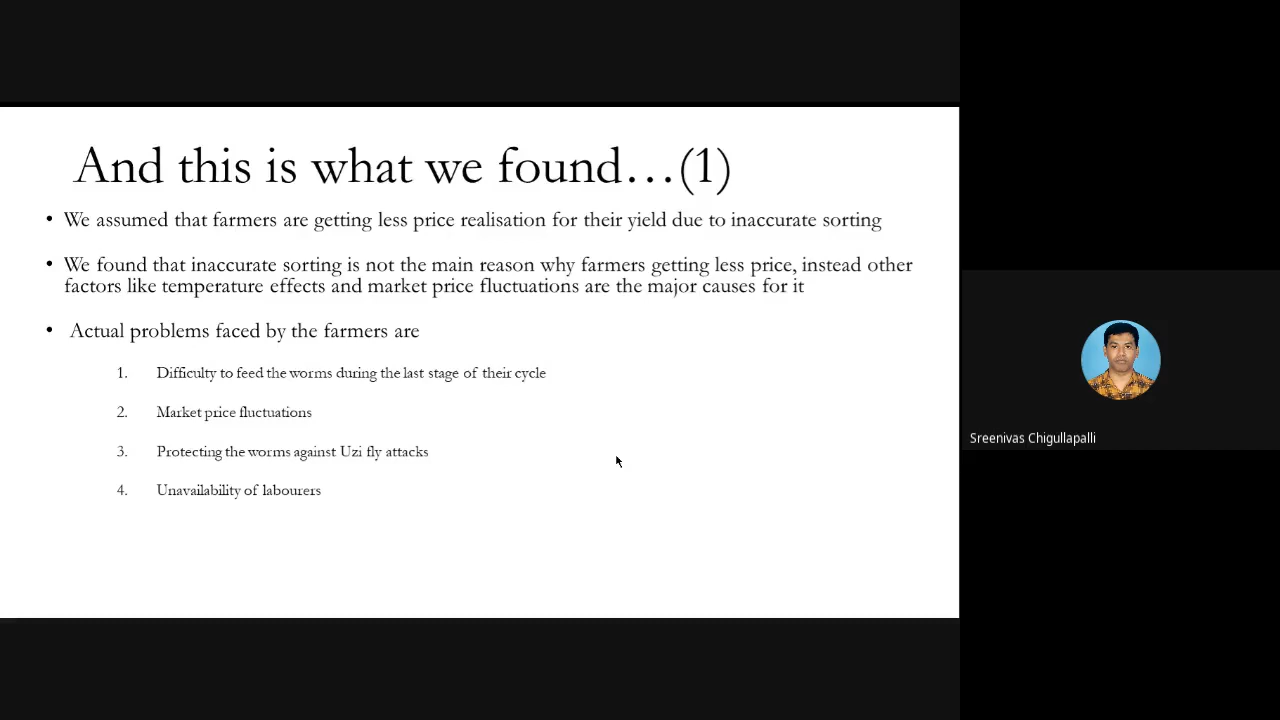 And this is what we found…(1)
• We assumed that farmers are getting less price realisation for their yield due to inaccurate sorting
• We found that inaccurate sorting is not the main reason why farmers getting less price, instead other
factors like temperature effects and market price fluctuations are the major causes for it
• Actual problems faced by the farmers are
1. Difficulty to feed the worms during the last stage of their cycle
2. Market price fluctuations
3. Protecting the worms against Uzi fly attacks
4. Unavailability of labourers
Sreenivas Chigullapalli